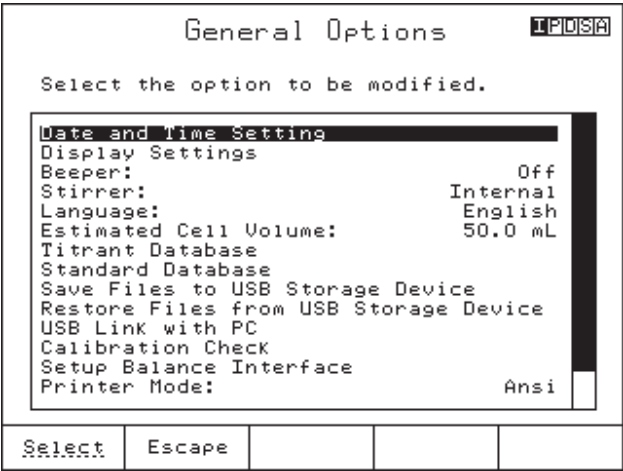 General Options
IPDSA
Select the option to be modified.
Date and Time Setting
Display Settings
Beeper: Off
Stirrer: Internal
Language: English
Estimated Cell Volume: 50.0 mL
Titrant Database
Standard Database
Save Files to USB Storage Device
Restore Files from USB Storage Device
USB Link with PC
Calibration Check
Setup Balance Interface
Printer Mode: Ansi
Select Escape